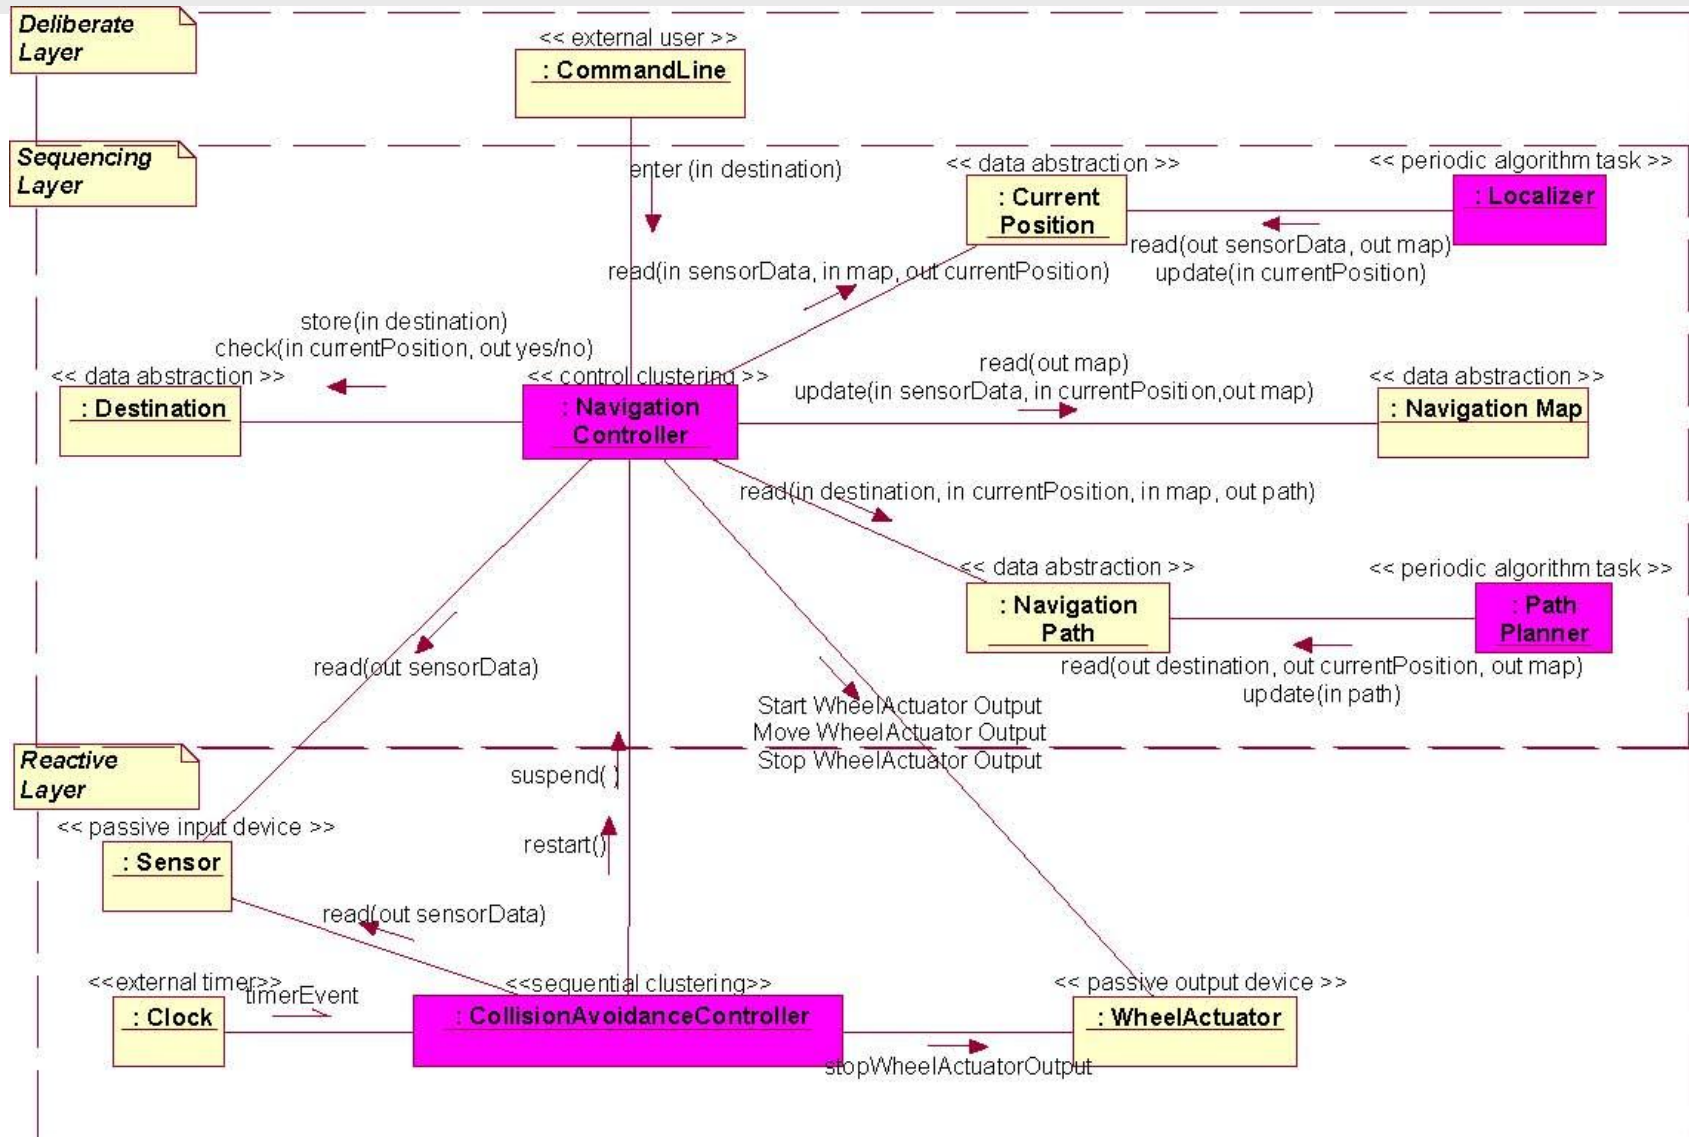 Deliberate
Layer
<< external user >>
: CommandLine
Sequencing
Layer
enter (in destination)
<< data abstraction >>
: Current
Position
<< periodic algorithm task >>
: Localizer
read(out sensorData, out map)
update(in currentPosition)
read(in sensorData, in map, out currentPosition)
store(in destination)
check(in currentPosition, out yes/no)
<< data abstraction >>
: Destination
<< control clustering >>
: Navigation
Controller
read(out map)
update(in sensorData, in currentPosition,out map)
<< data abstraction >>
: Navigation Map
read(in destination, in currentPosition, in map, out path)
<< data abstraction >>
: Navigation
Path
<< periodic algorithm task >>
: Path
Planner
read(out destination, out currentPosition, out map)
update(in path)
read(out sensorData)
Start WheelActuator Output
Move WheelActuator Output
Stop WheelActuator Output
Reactive
Layer
suspend( )
restart()
<< passive input device >>
: Sensor
read(out sensorData)
<<external timer>>
: Clock
timerEvent
<<sequential clustering>>
: CollisionAvoidanceController
<< passive output device >>
: WheelActuator
stopWheelActuatorOutput